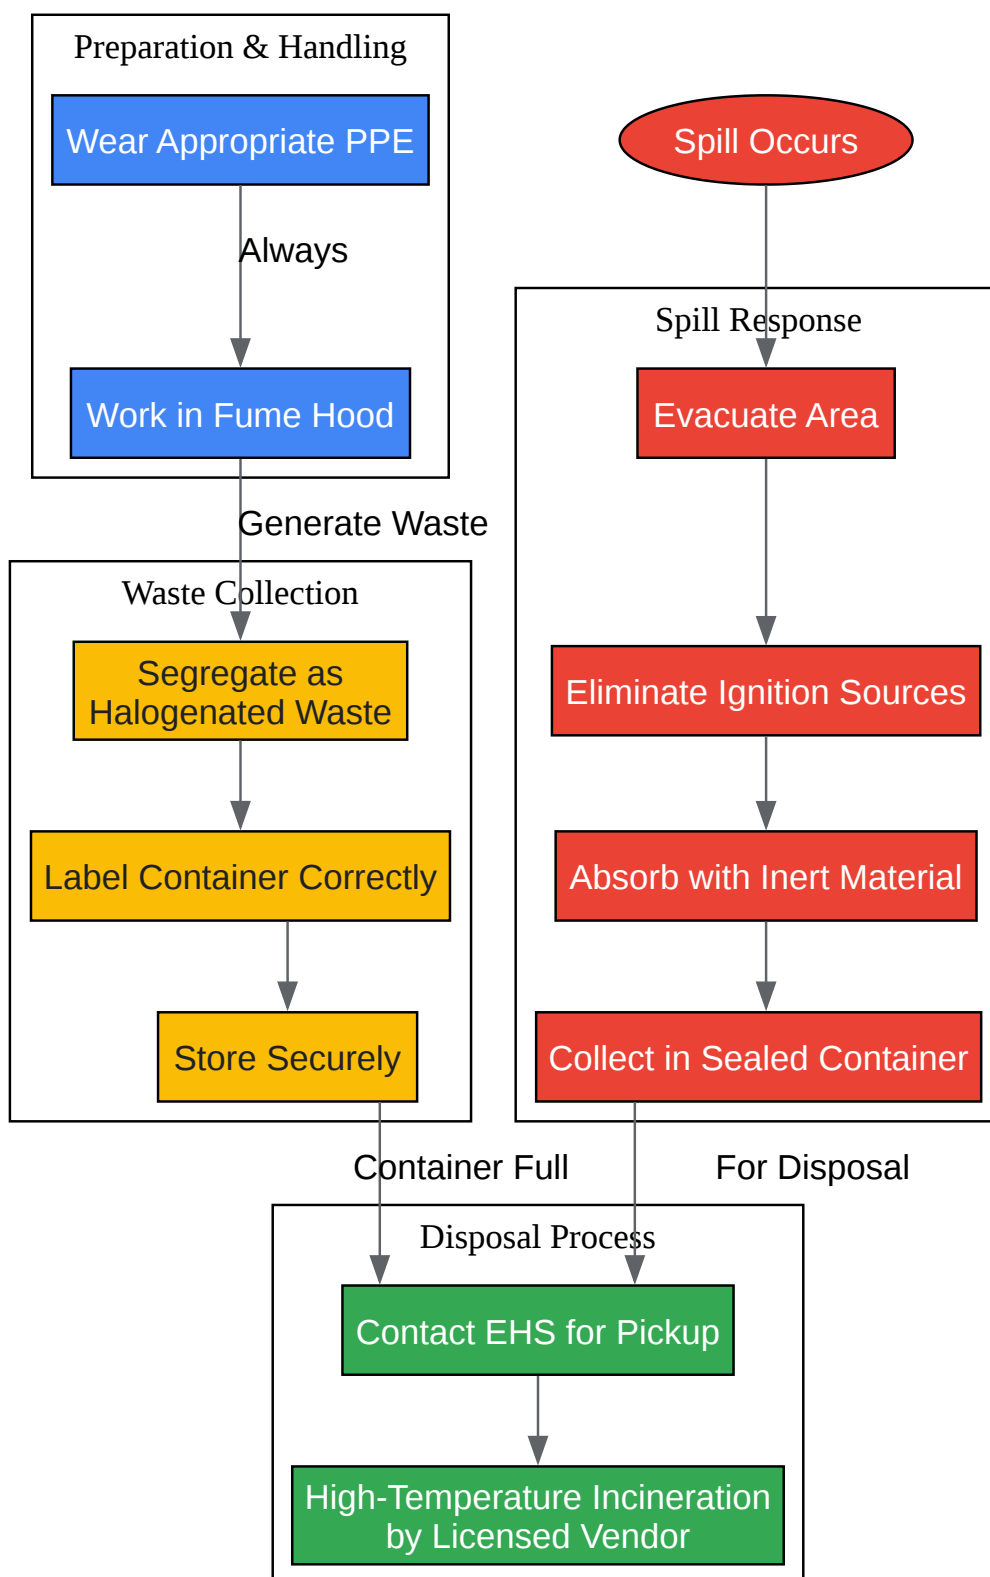 Preparation & Handling
Wear Appropriate PPE
Always
Work in Fume Hood
Generate Waste
Waste Collection
Segregate as
Halogenated Waste
Label Container Correctly
Store Securely
Container Full
Spill Occurs
Spill Response
Evacuate Area
Eliminate Ignition Sources
Absorb with Inert Material
Collect in Sealed Container
For Disposal
Disposal Process
Contact EHS for Pickup
High-Temperature Incineration
by Licensed Vendor